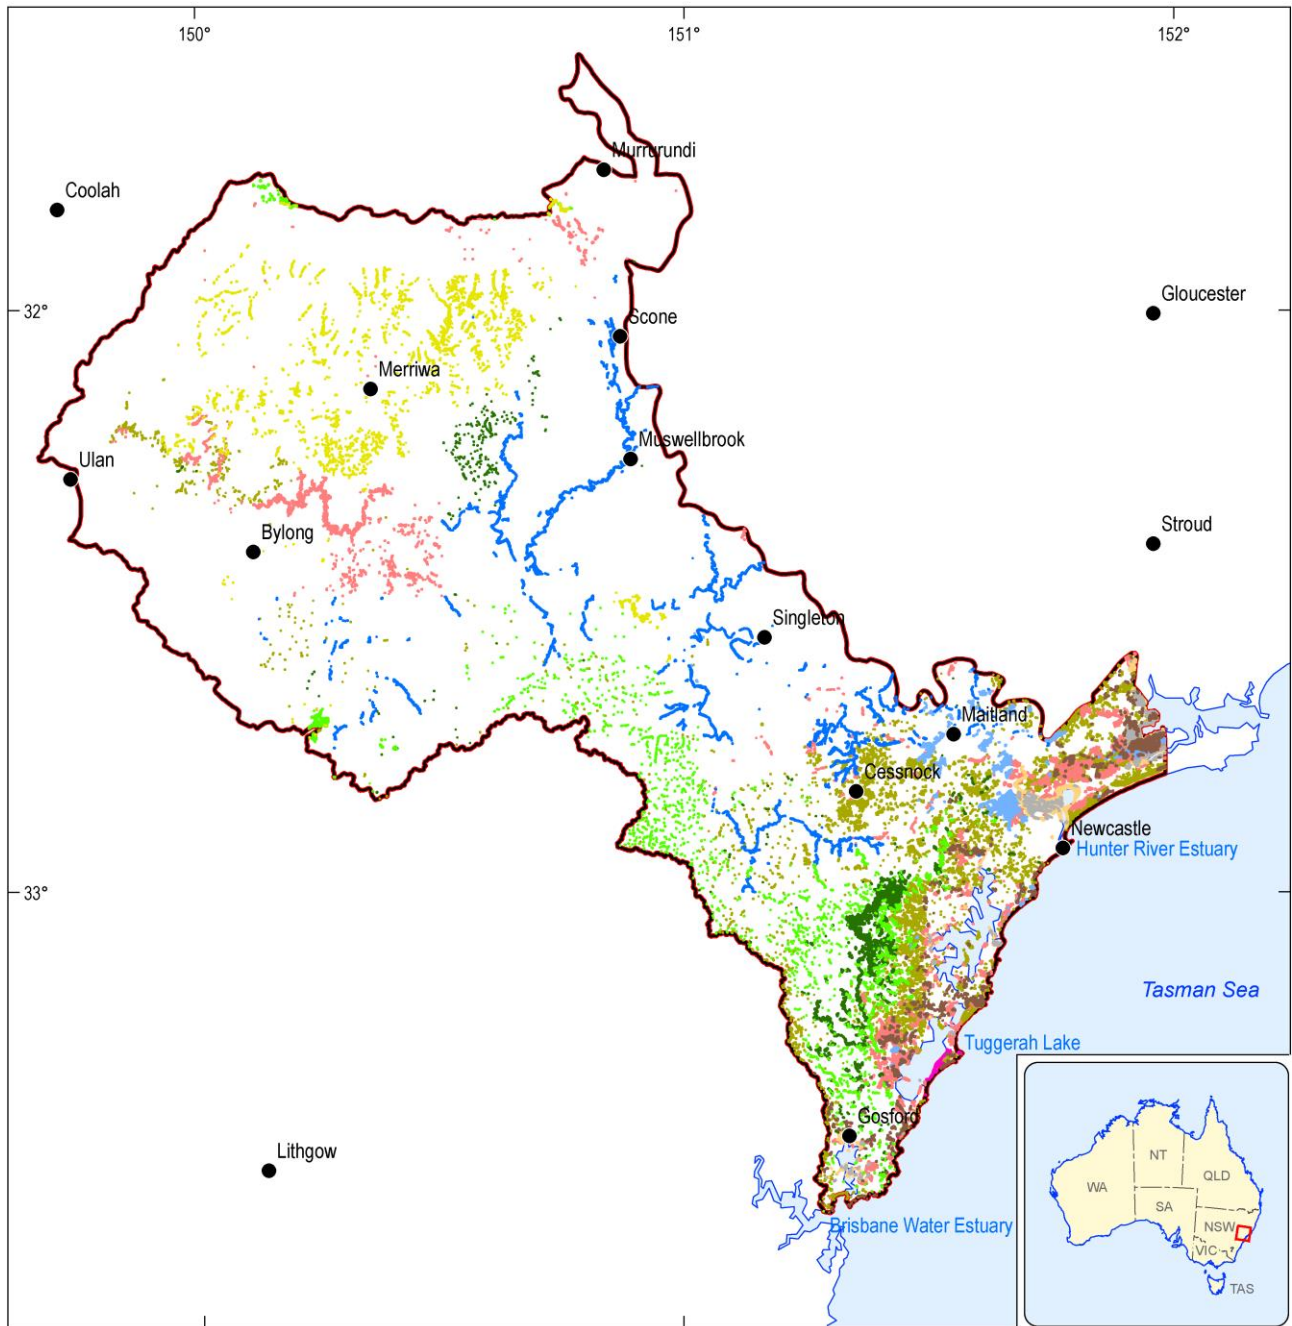 150°
151°
152°
Murrurundi
Coolah
32°
Gloucester
Scone
Merriwa
Muswellbrook
Ulan
Stroud
Bylong
Singleton
Maitland
Cessnock
Newcastle
Hunter River Estuary
33°
Tasman Sea
Tuggerah Lake
Gosford
Lithgow
Brisbane Water Estuary
NT
QLD
WA
SA
NSW
VIC
TAS